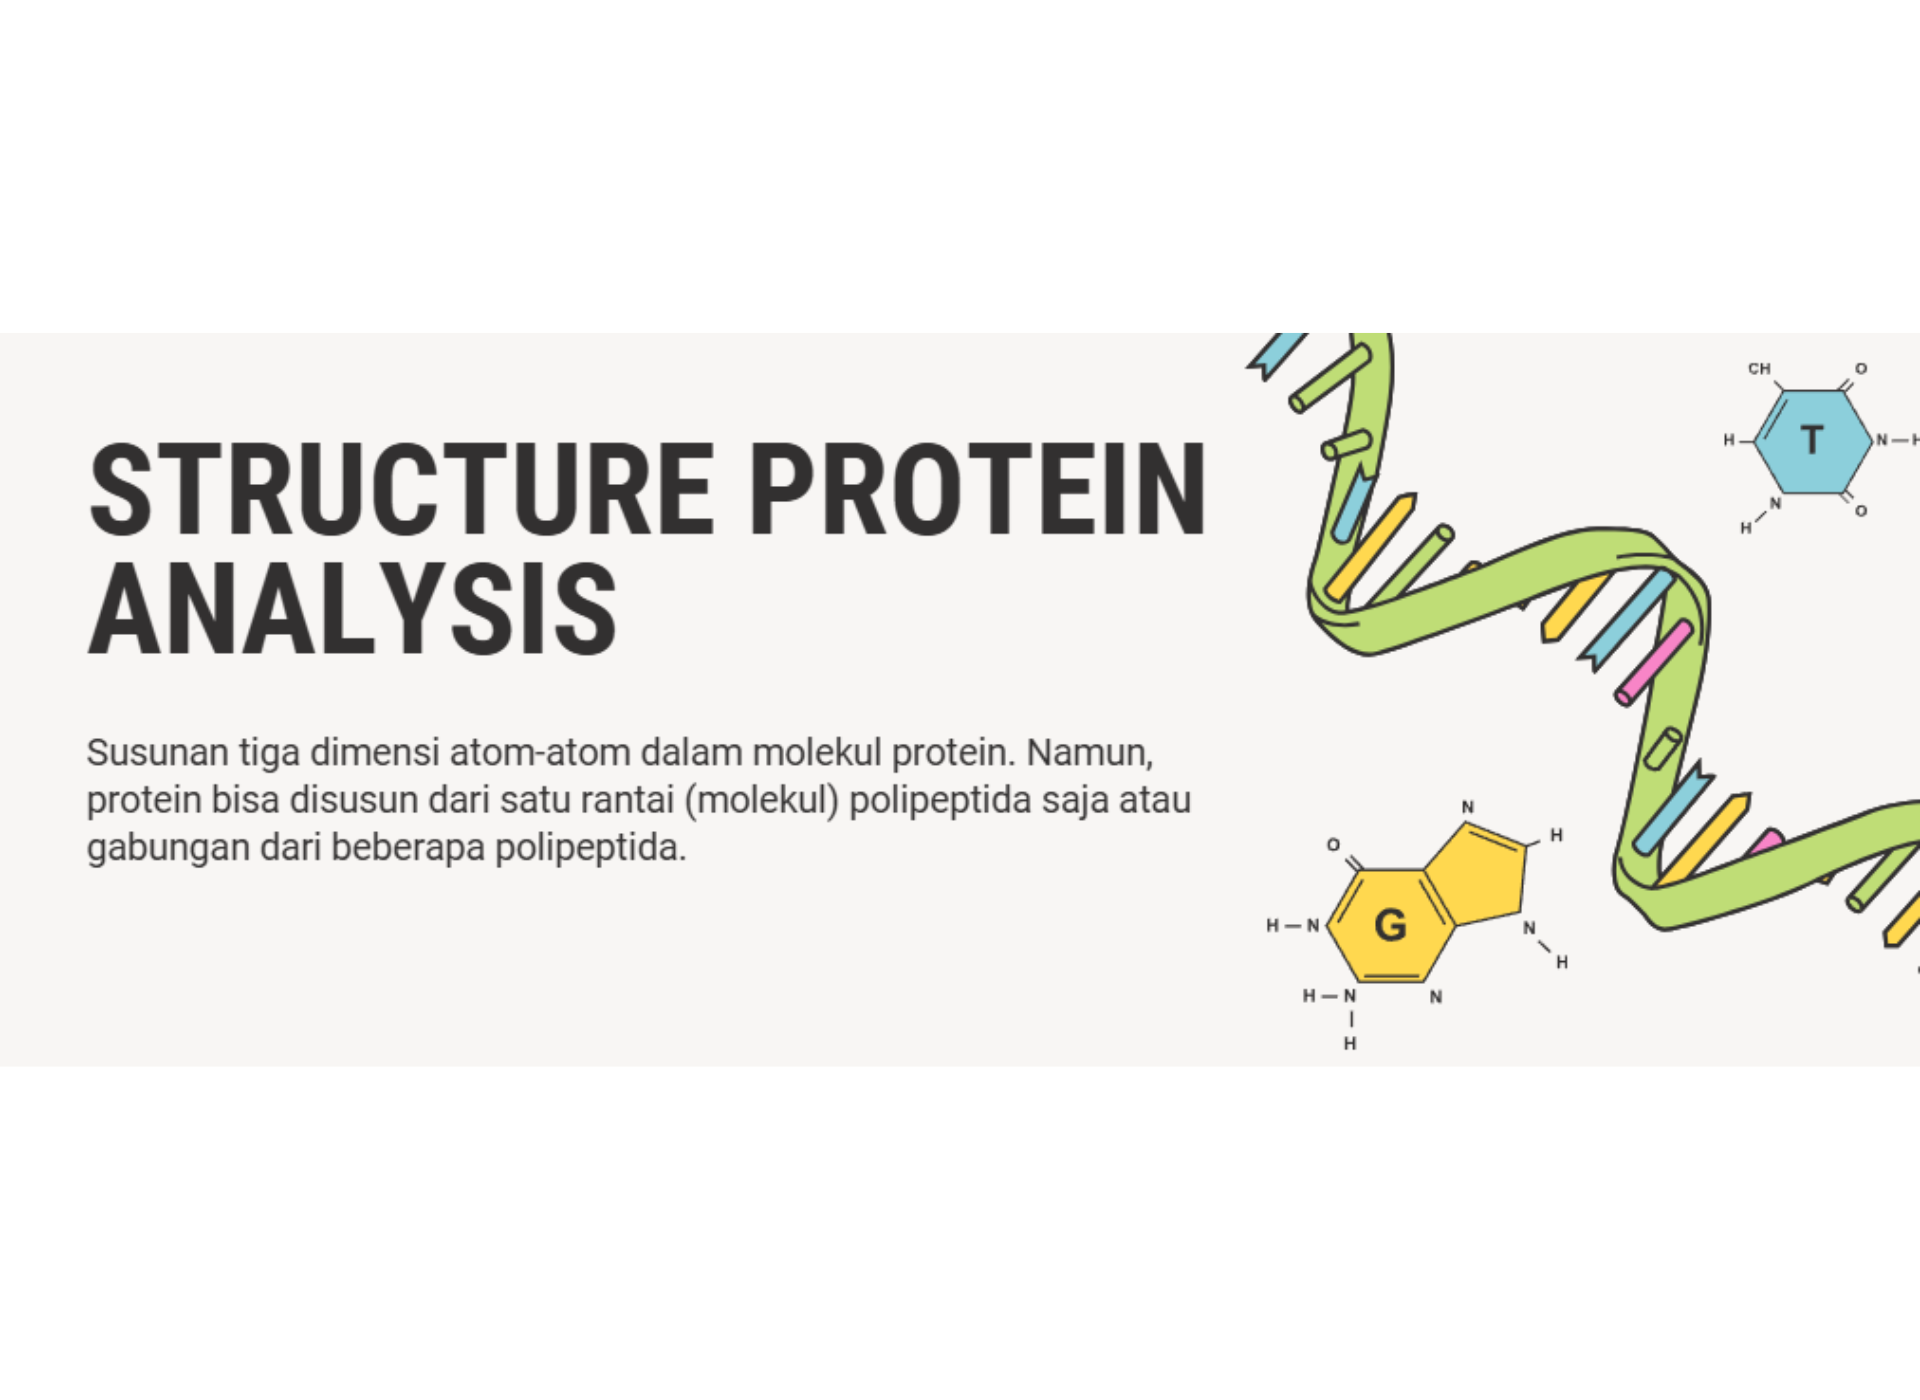 STRUCTURE PROTEIN
ANALYSIS
Susunan tiga dimensi atom-atom dalam molekul protein. Namun,
protein bisa disusun dari satu rantai (molekul) polipeptida saja atau
gabungan dari beberapa polipeptida.
CH O
H T N H
N O
H
N
O H
H N G N
H
H N N
H